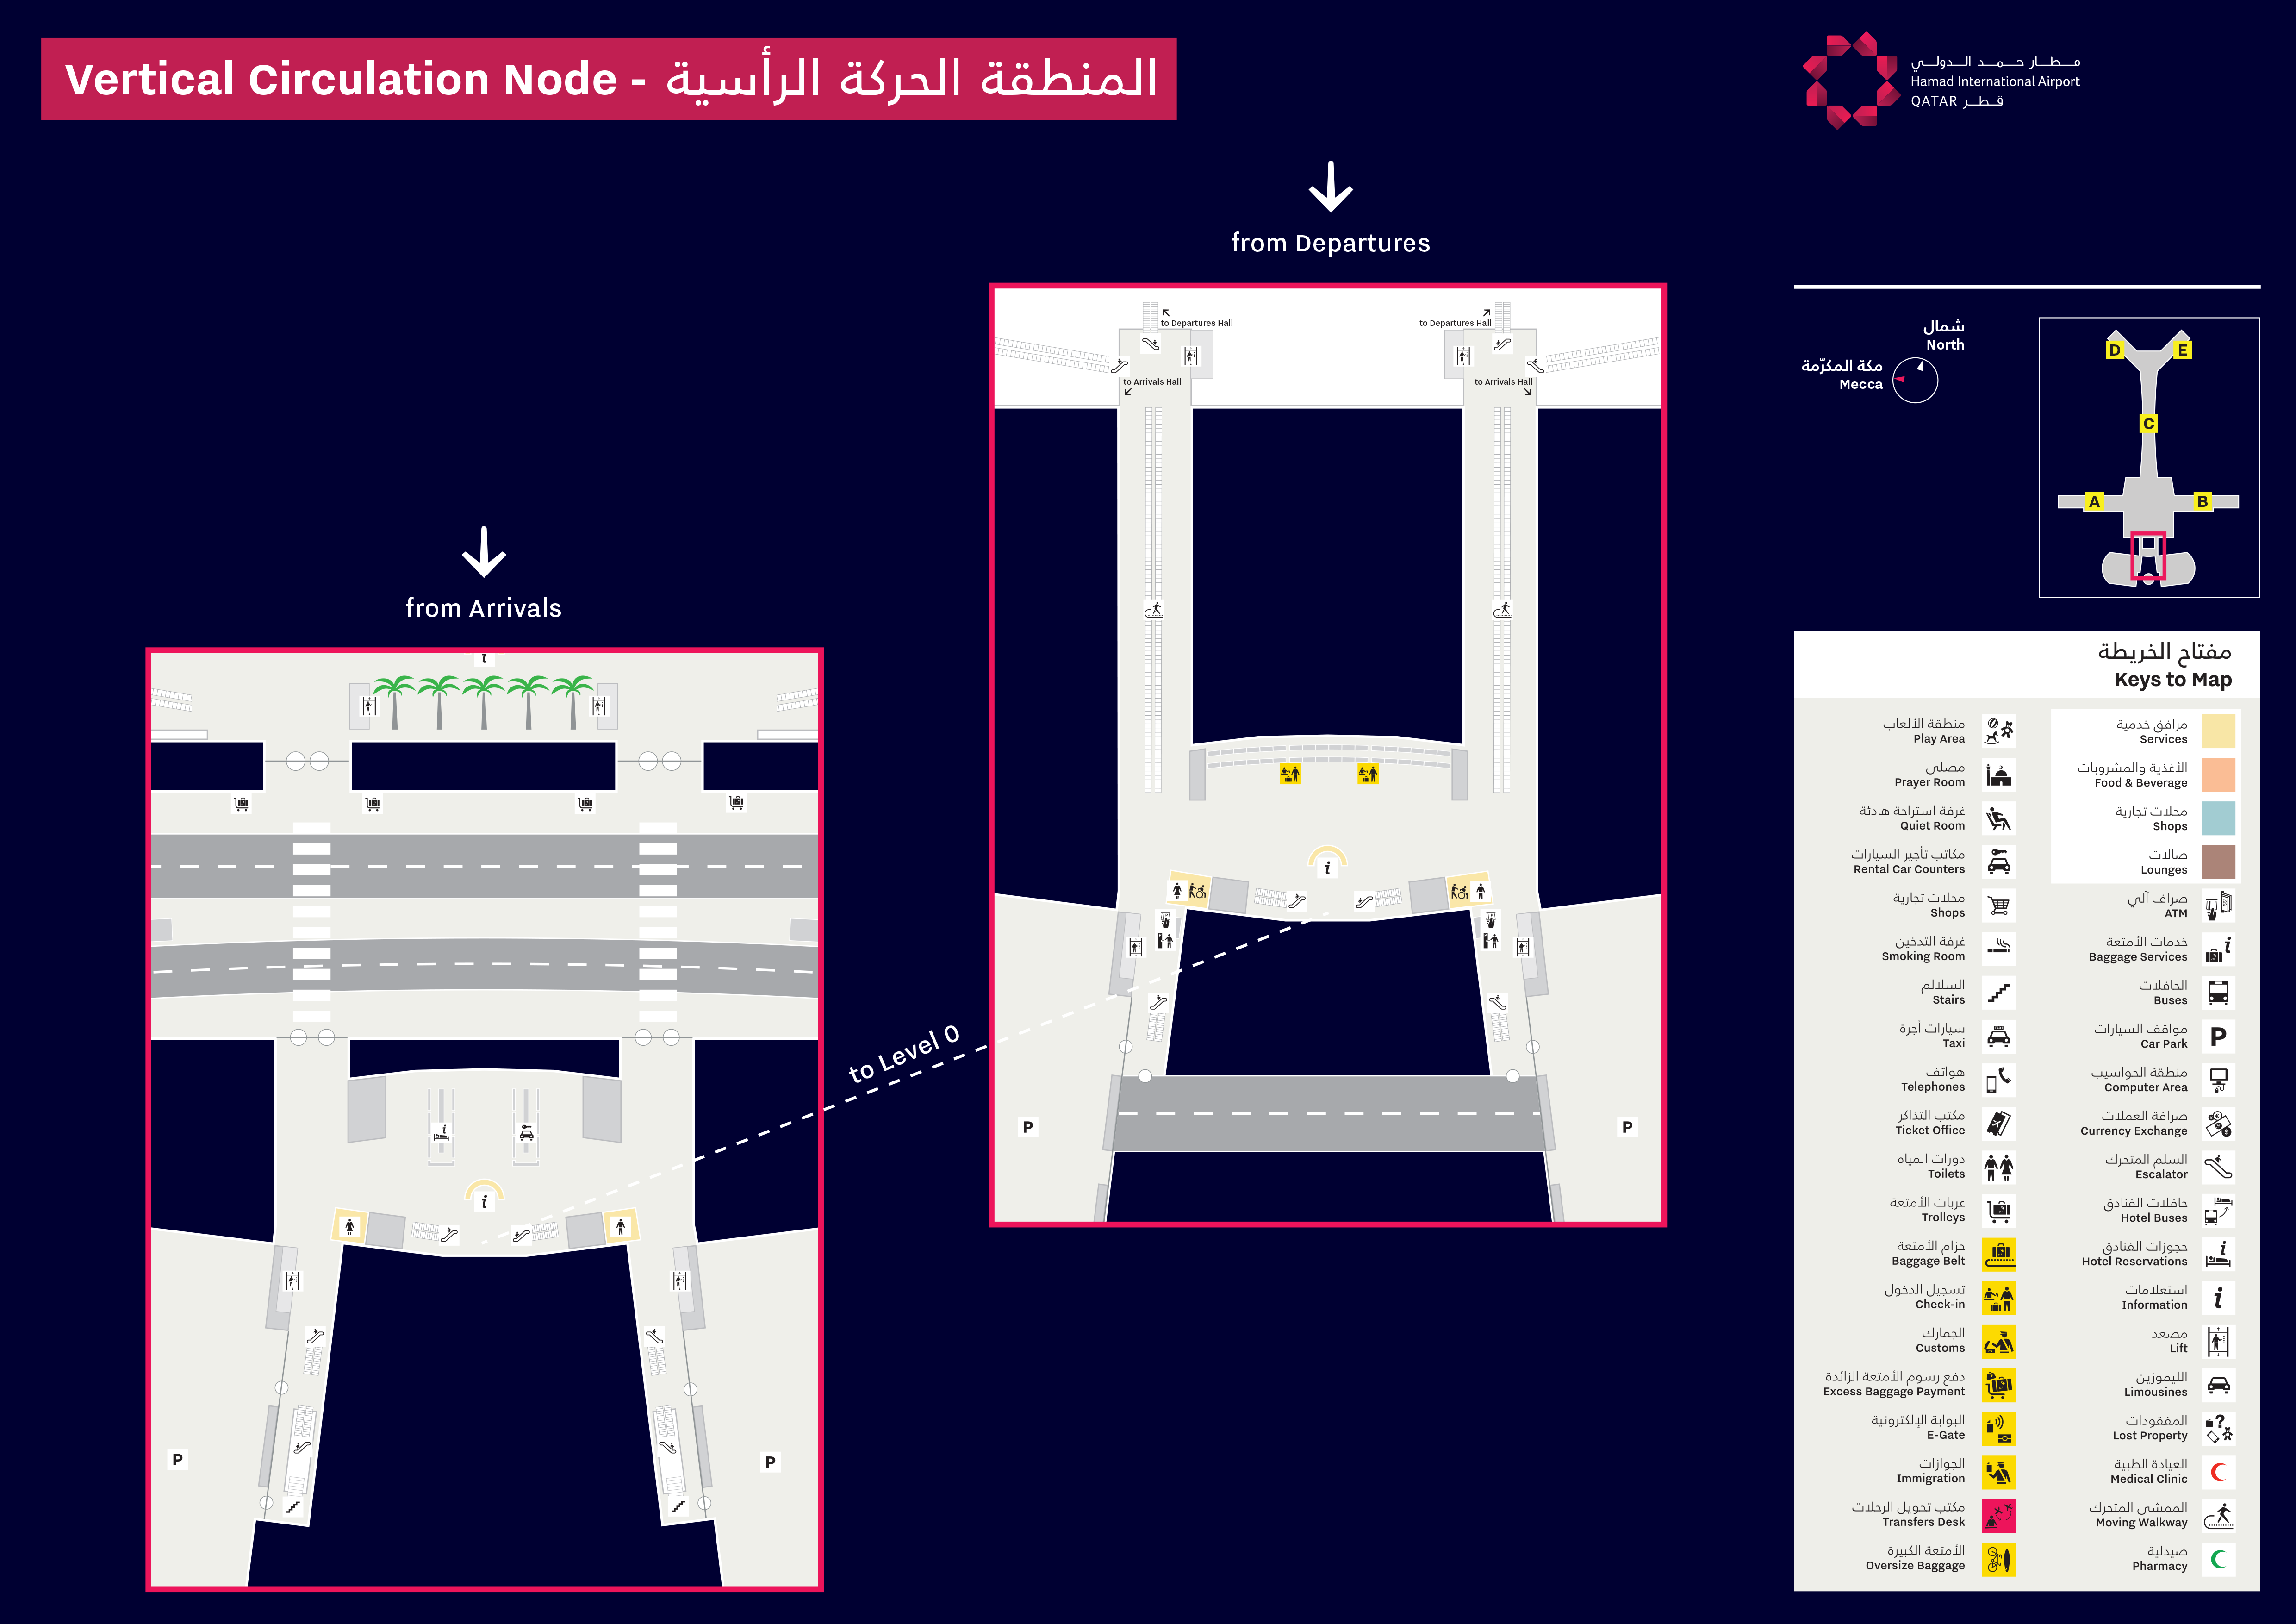 Vertical Circulation Node - المنطقة الحركة الرأسية
مـــطـــار حـــمـــد الـــدولـــي
Hamad International Airport
QATAR قـــطـــر
from Departures
to Departures Hall
to Departures Hall
to Arrivals Hall
to Arrivals Hall
i
P
P
from Arrivals
i
i
i
P
P
to Level 0
شمال
North
مكة المكرّمة
Mecca
D
E
C
A
B
مفتاح الخريطة
Keys to Map
منطقة الألعاب
Play Area
مصلى
Prayer Room
غرفة استراحة هادئة
Quiet Room
مكاتب تأجير السيارات
Rental Car Counters
محلات تجارية
Shops
غرفة التدخين
Smoking Room
السلالم
Stairs
سيارات أجرة
Taxi
هواتف
Telephones
مكتب التذاكر
Ticket Office
دورات المياه
Toilets
عربات الأمتعة
Trolleys
حزام الأمتعة
Baggage Belt
تسجيل الدخول
Check-in
الجمارك
Customs
دفع رسوم الأمتعة الزائدة
Excess Baggage Payment
البوابة الإلكترونية
E-Gate
الجوازات
Immigration
مكتب تحويل الرحلات
Transfers Desk
الأمتعة الكبيرة
Oversize Baggage
مرافق خدمية
Services
الأغذية والمشروبات
Food & Beverage
محلات تجارية
Shops
صالات
Lounges
صراف آلي
ATM
خدمات الأمتعة
Baggage Services
i
الحافلات
Buses
مواقف السيارات
Car Park
P
منطقة الحواسيب
Computer Area
صرافة العملات
Currency Exchange
السلم المتحرك
Escalator
حافلات الفنادق
Hotel Buses
حجوزات الفنادق
Hotel Reservations
i
استعلامات
Information
i
مصعد
Lift
الليموزين
Limousines
المفقودات
Lost Property
?
العيادة الطبية
Medical Clinic
الممشى المتحرك
Moving Walkway
صيدلية
Pharmacy